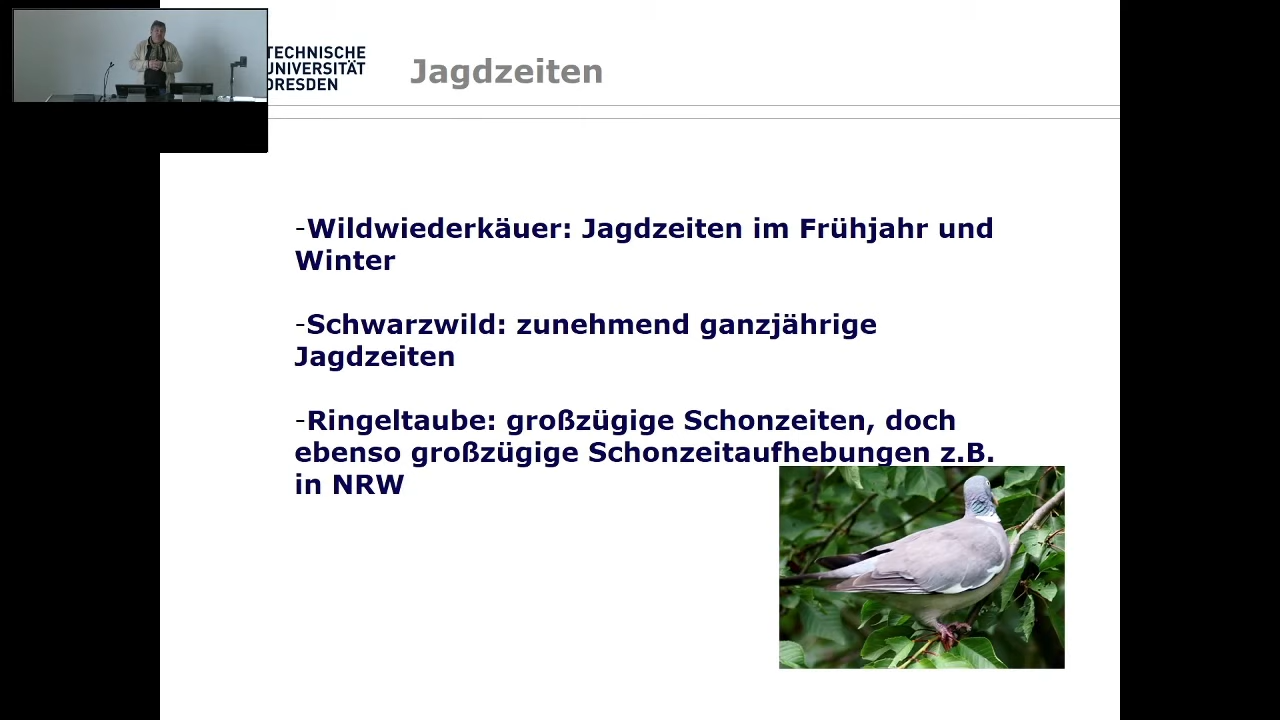 TECHNISCHE
UNIVERSITÄT
DRESDEN
Jagdzeiten
-Wildwiederkäuer: Jagdzeiten im Frühjahr und
Winter
-Schwarzwild: zunehmend ganzjährige
Jagdzeiten
-Ringeltaube: großzügige Schonzeiten, doch
ebenso großzügige Schonzeitaufhebungen z.B.
in NRW